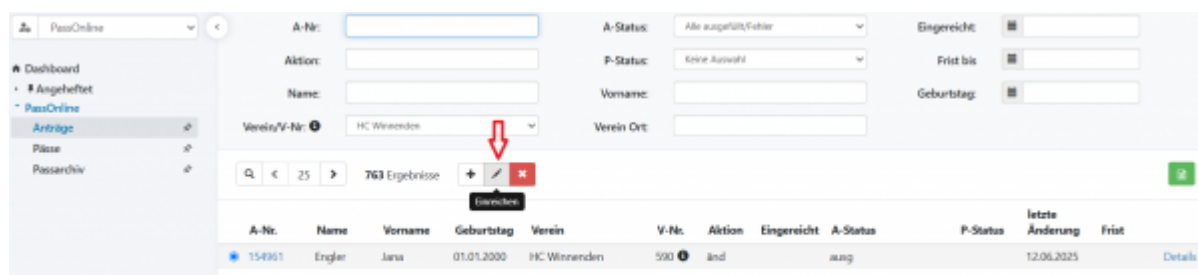 PassOnline A-Nr: A-Status: Alle ausgefüllt/Fehler Eingereicht:
Dashboard Aktion: P-Status: Keine Auswahl Frist bis
Angeheftet Name: Vorname: Geburtstag:
PassOnline
Anträge Verein/V-Nr: HC Winnenden Verein Ort:
Pässe
Passarchiv 25 763 Ergebnisse
Einreichen
A-Nr. Name Vorname Geburtstag Verein V-Nr. Aktion Eingereicht A-Status P-Status letzte Änderung Frist
154961 Engler Jana 01.01.2000 HC Winnenden 590 änd ausg 12.06.2025 Details